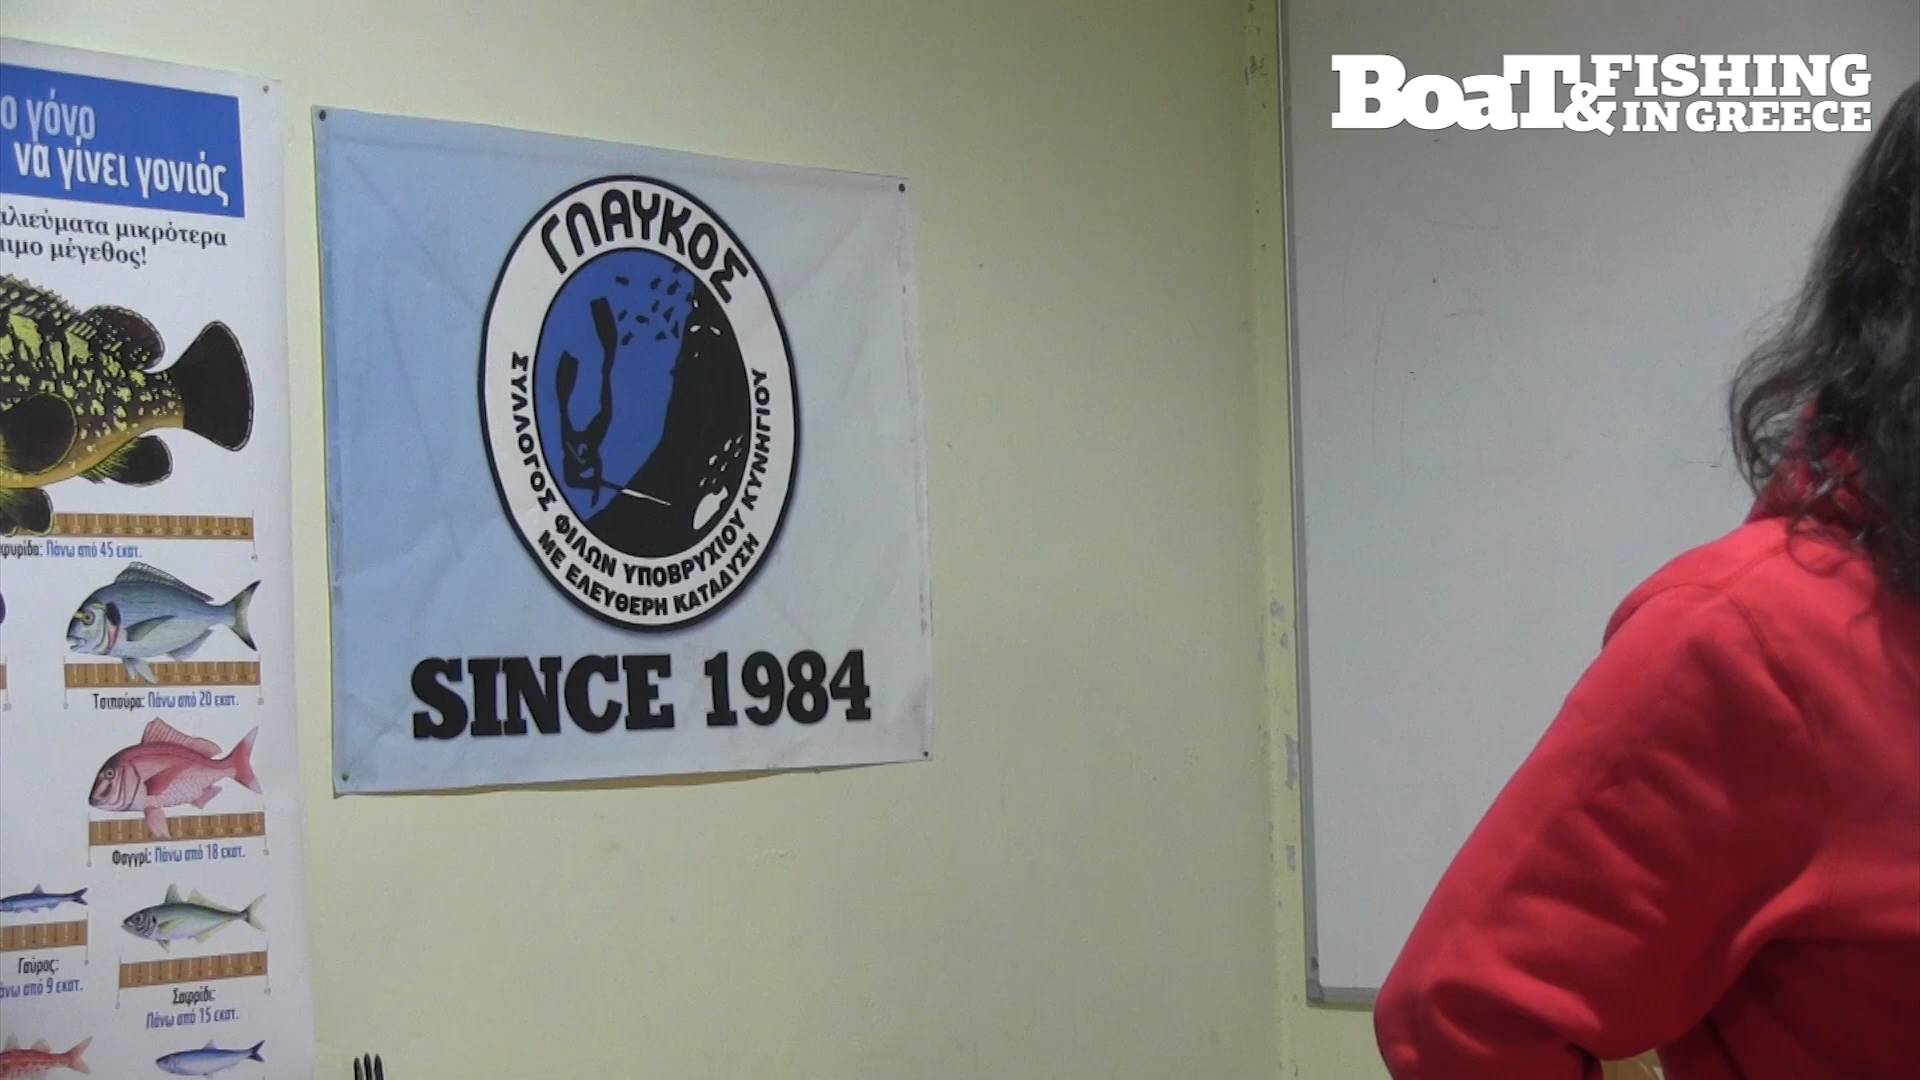 BOAT & FISHING IN GREECE
ο γόνο
να γίνει γονιός
μικρότερα
μέγεθος!
Πάνω από 45 εκατ.
Τσιπούρα: Πάνω από 20 εκατ.
Φαγγρί: Πάνω από 18 εκατ.
Γαύρος:
από 9 εκατ.
Σαφρίδι:
Πάνω από 15 εκατ.
ΓΛΑΥΚΟΣ
ΣΥΛΛΟΓΟΣ ΦΙΛΩΝ ΥΠΟΒΡΥΧΙΟΥ ΚΥΝΗΓΙΟΥ
ΜΕ ΕΛΕΥΘΕΡΗ ΚΑΤΑΔΥΣΗ
SINCE 1984